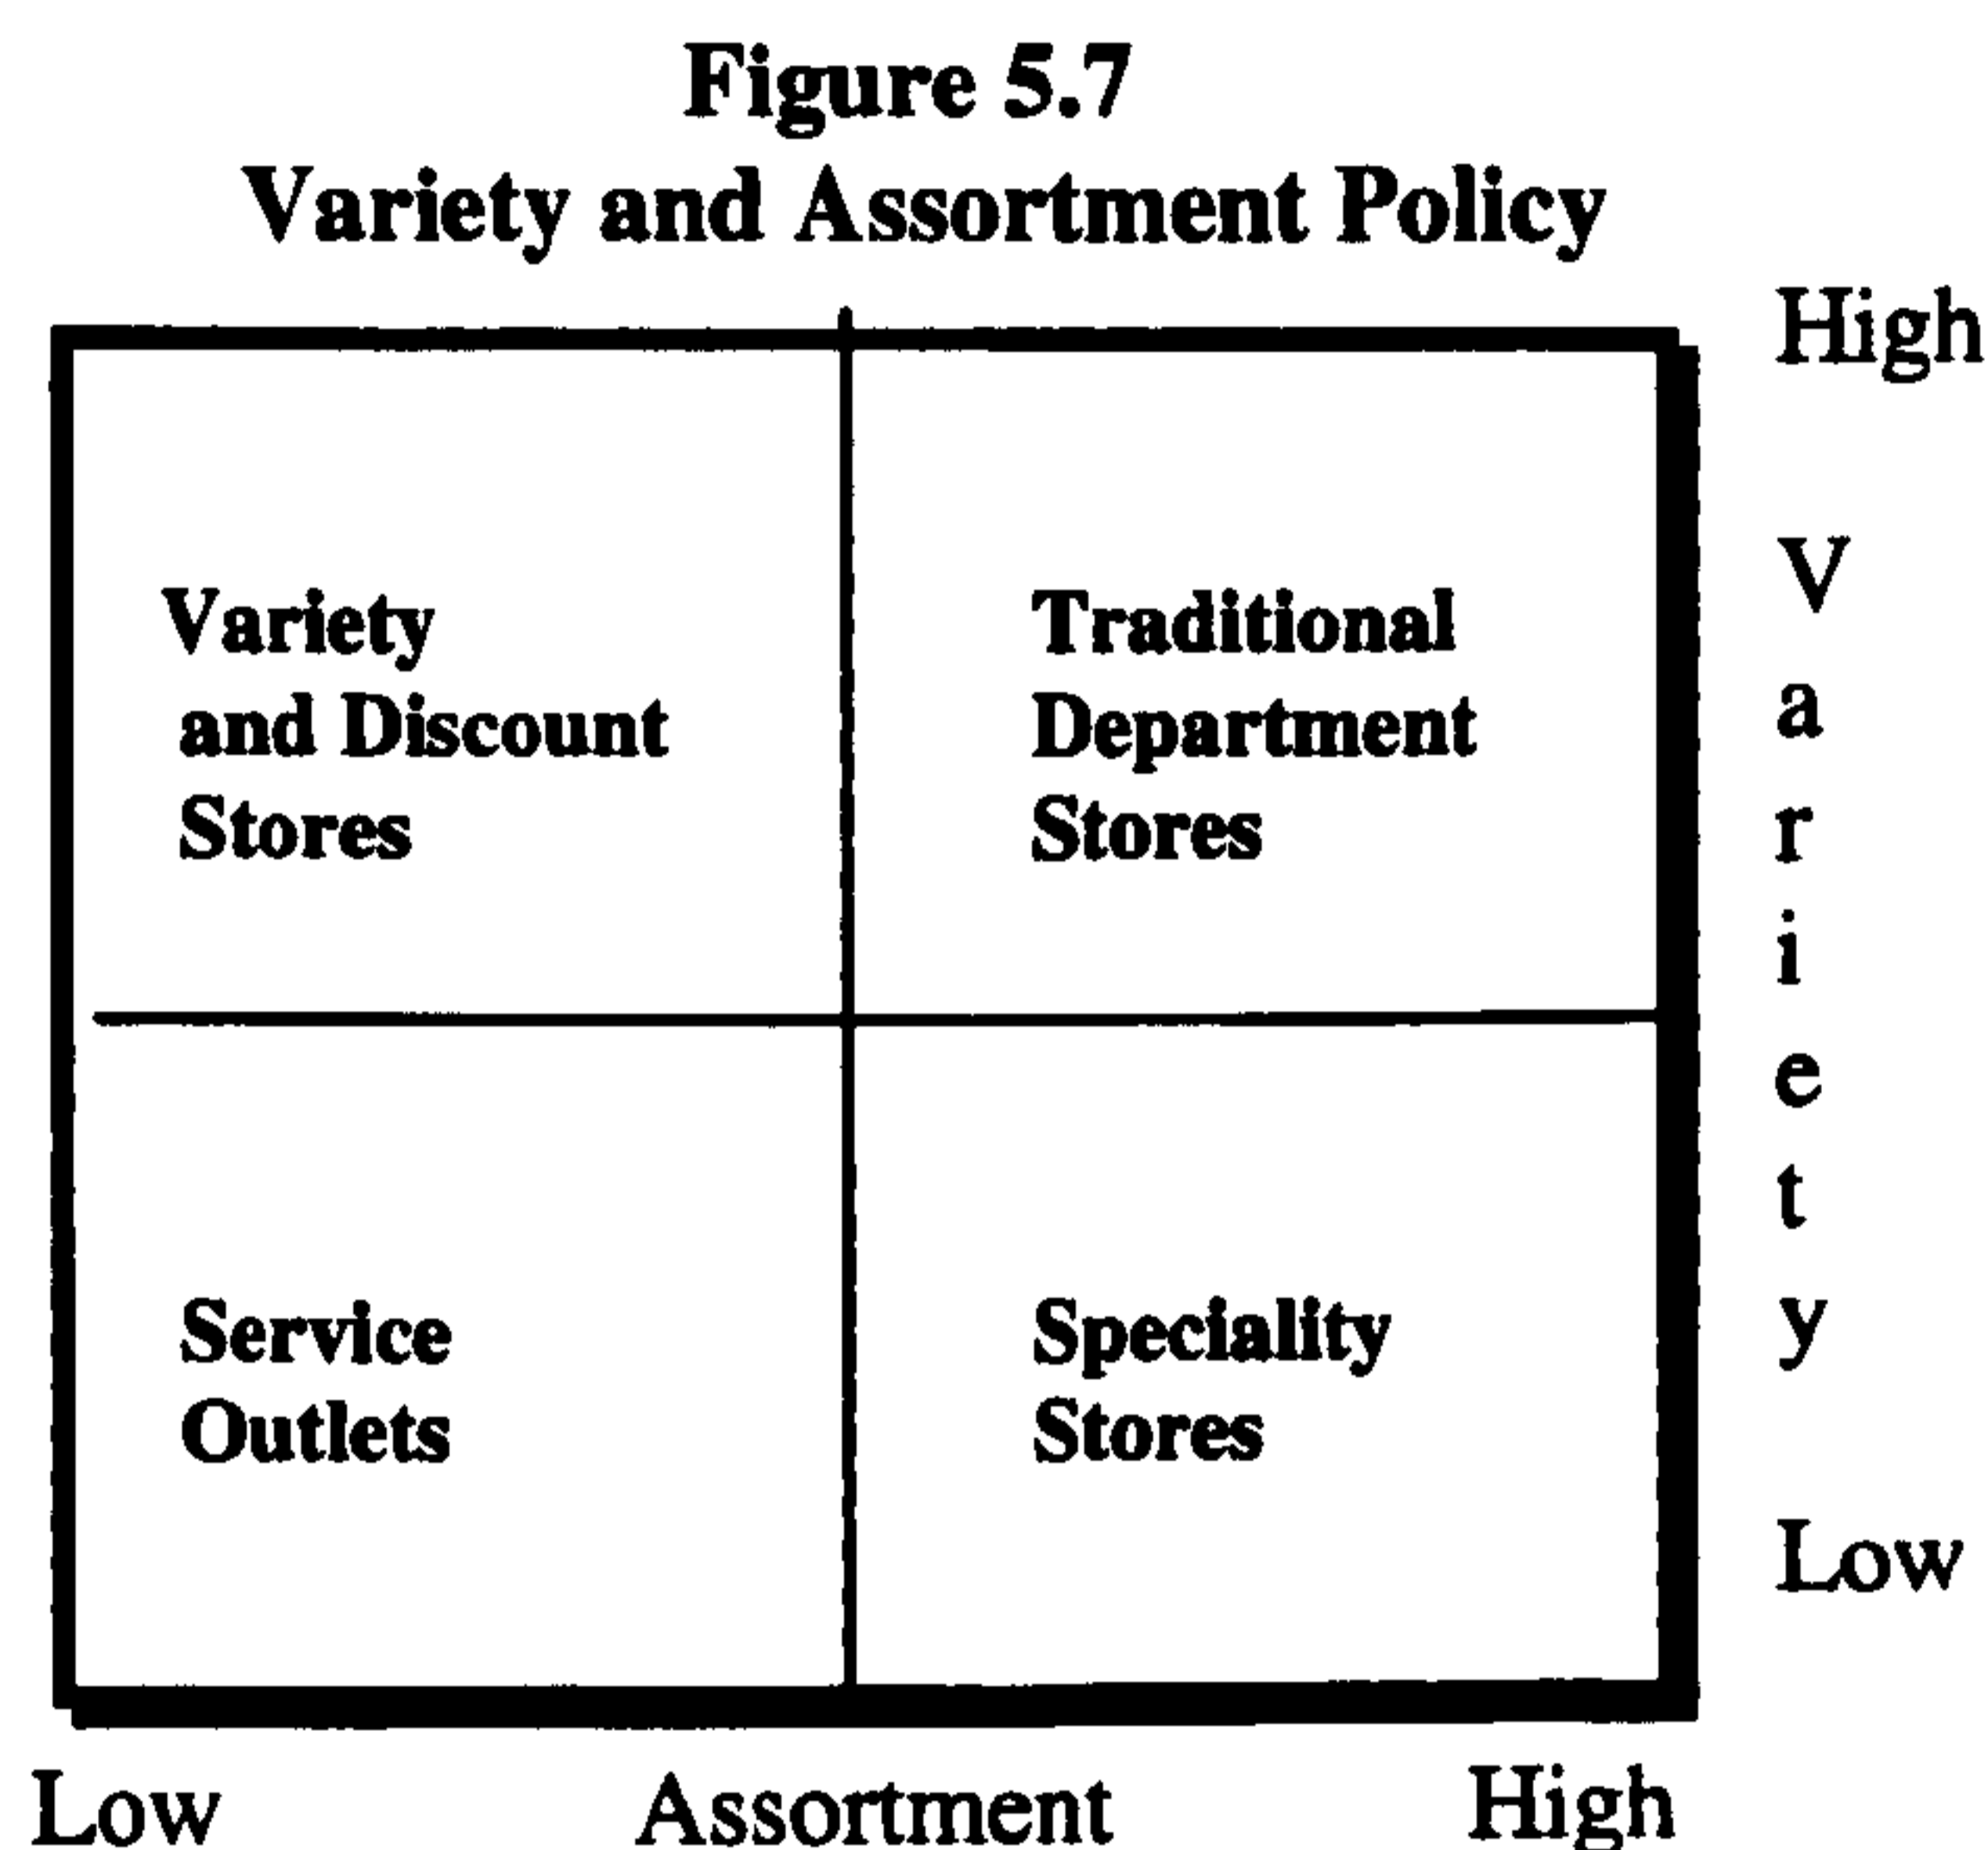 Figure 5.7
Variety and Assortment Policy
High
Variety
and Discount
Stores
Traditional
Department
Stores
Variety
Service
Outlets
Speciality
Stores
Low
Low Assortment High